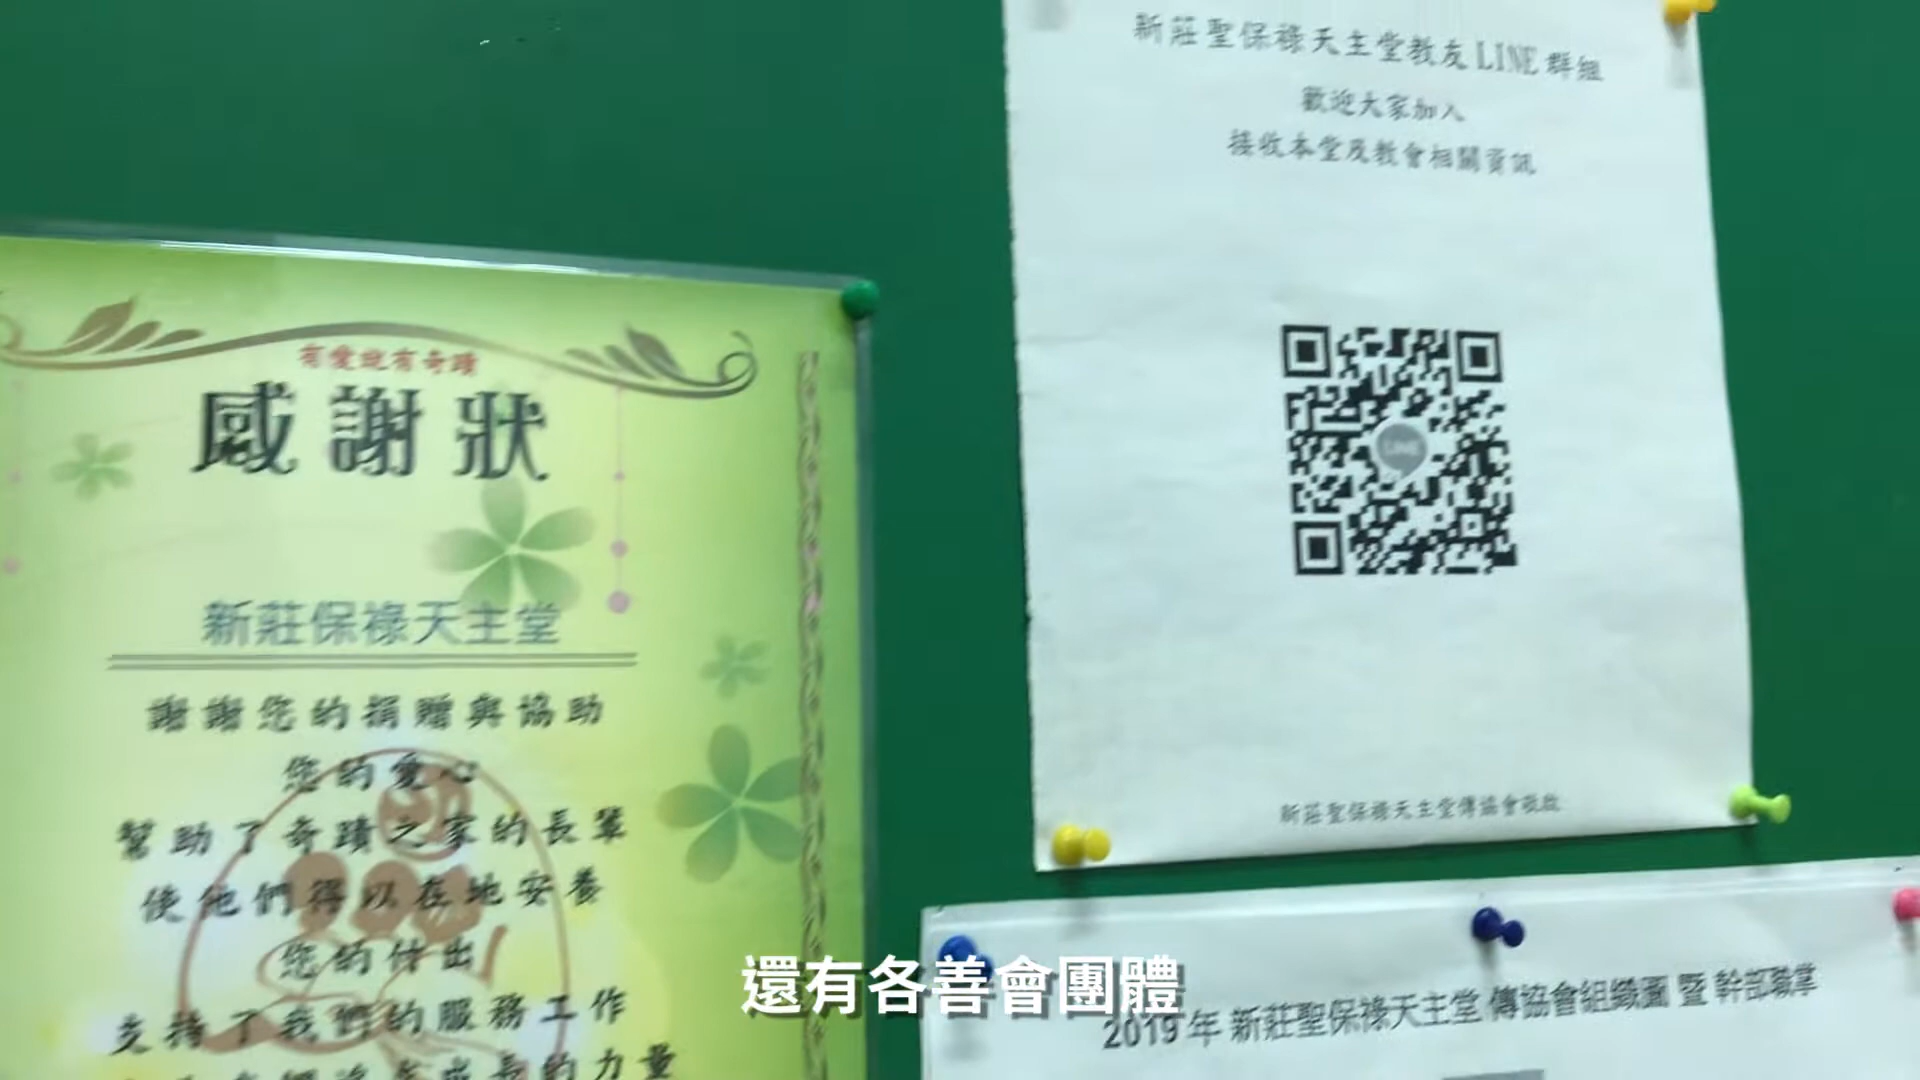 有愛就有奇蹟
感謝狀
新莊保祿天主堂
謝謝您的捐贈與協助
您的愛心
幫助了奇蹟之家的長輩
使他們得以在地安養
您的付出
支持了我們的服務工作
成長的力量
新莊聖保祿天主堂教友LINE群組
歡迎大家加入
接收本堂及教會相關資訊
LINE
新莊聖保祿天主堂傳協會敬啟
2019年 新莊聖保祿天主堂 傳協會組織圖 暨 幹部職掌
還有各善會團體